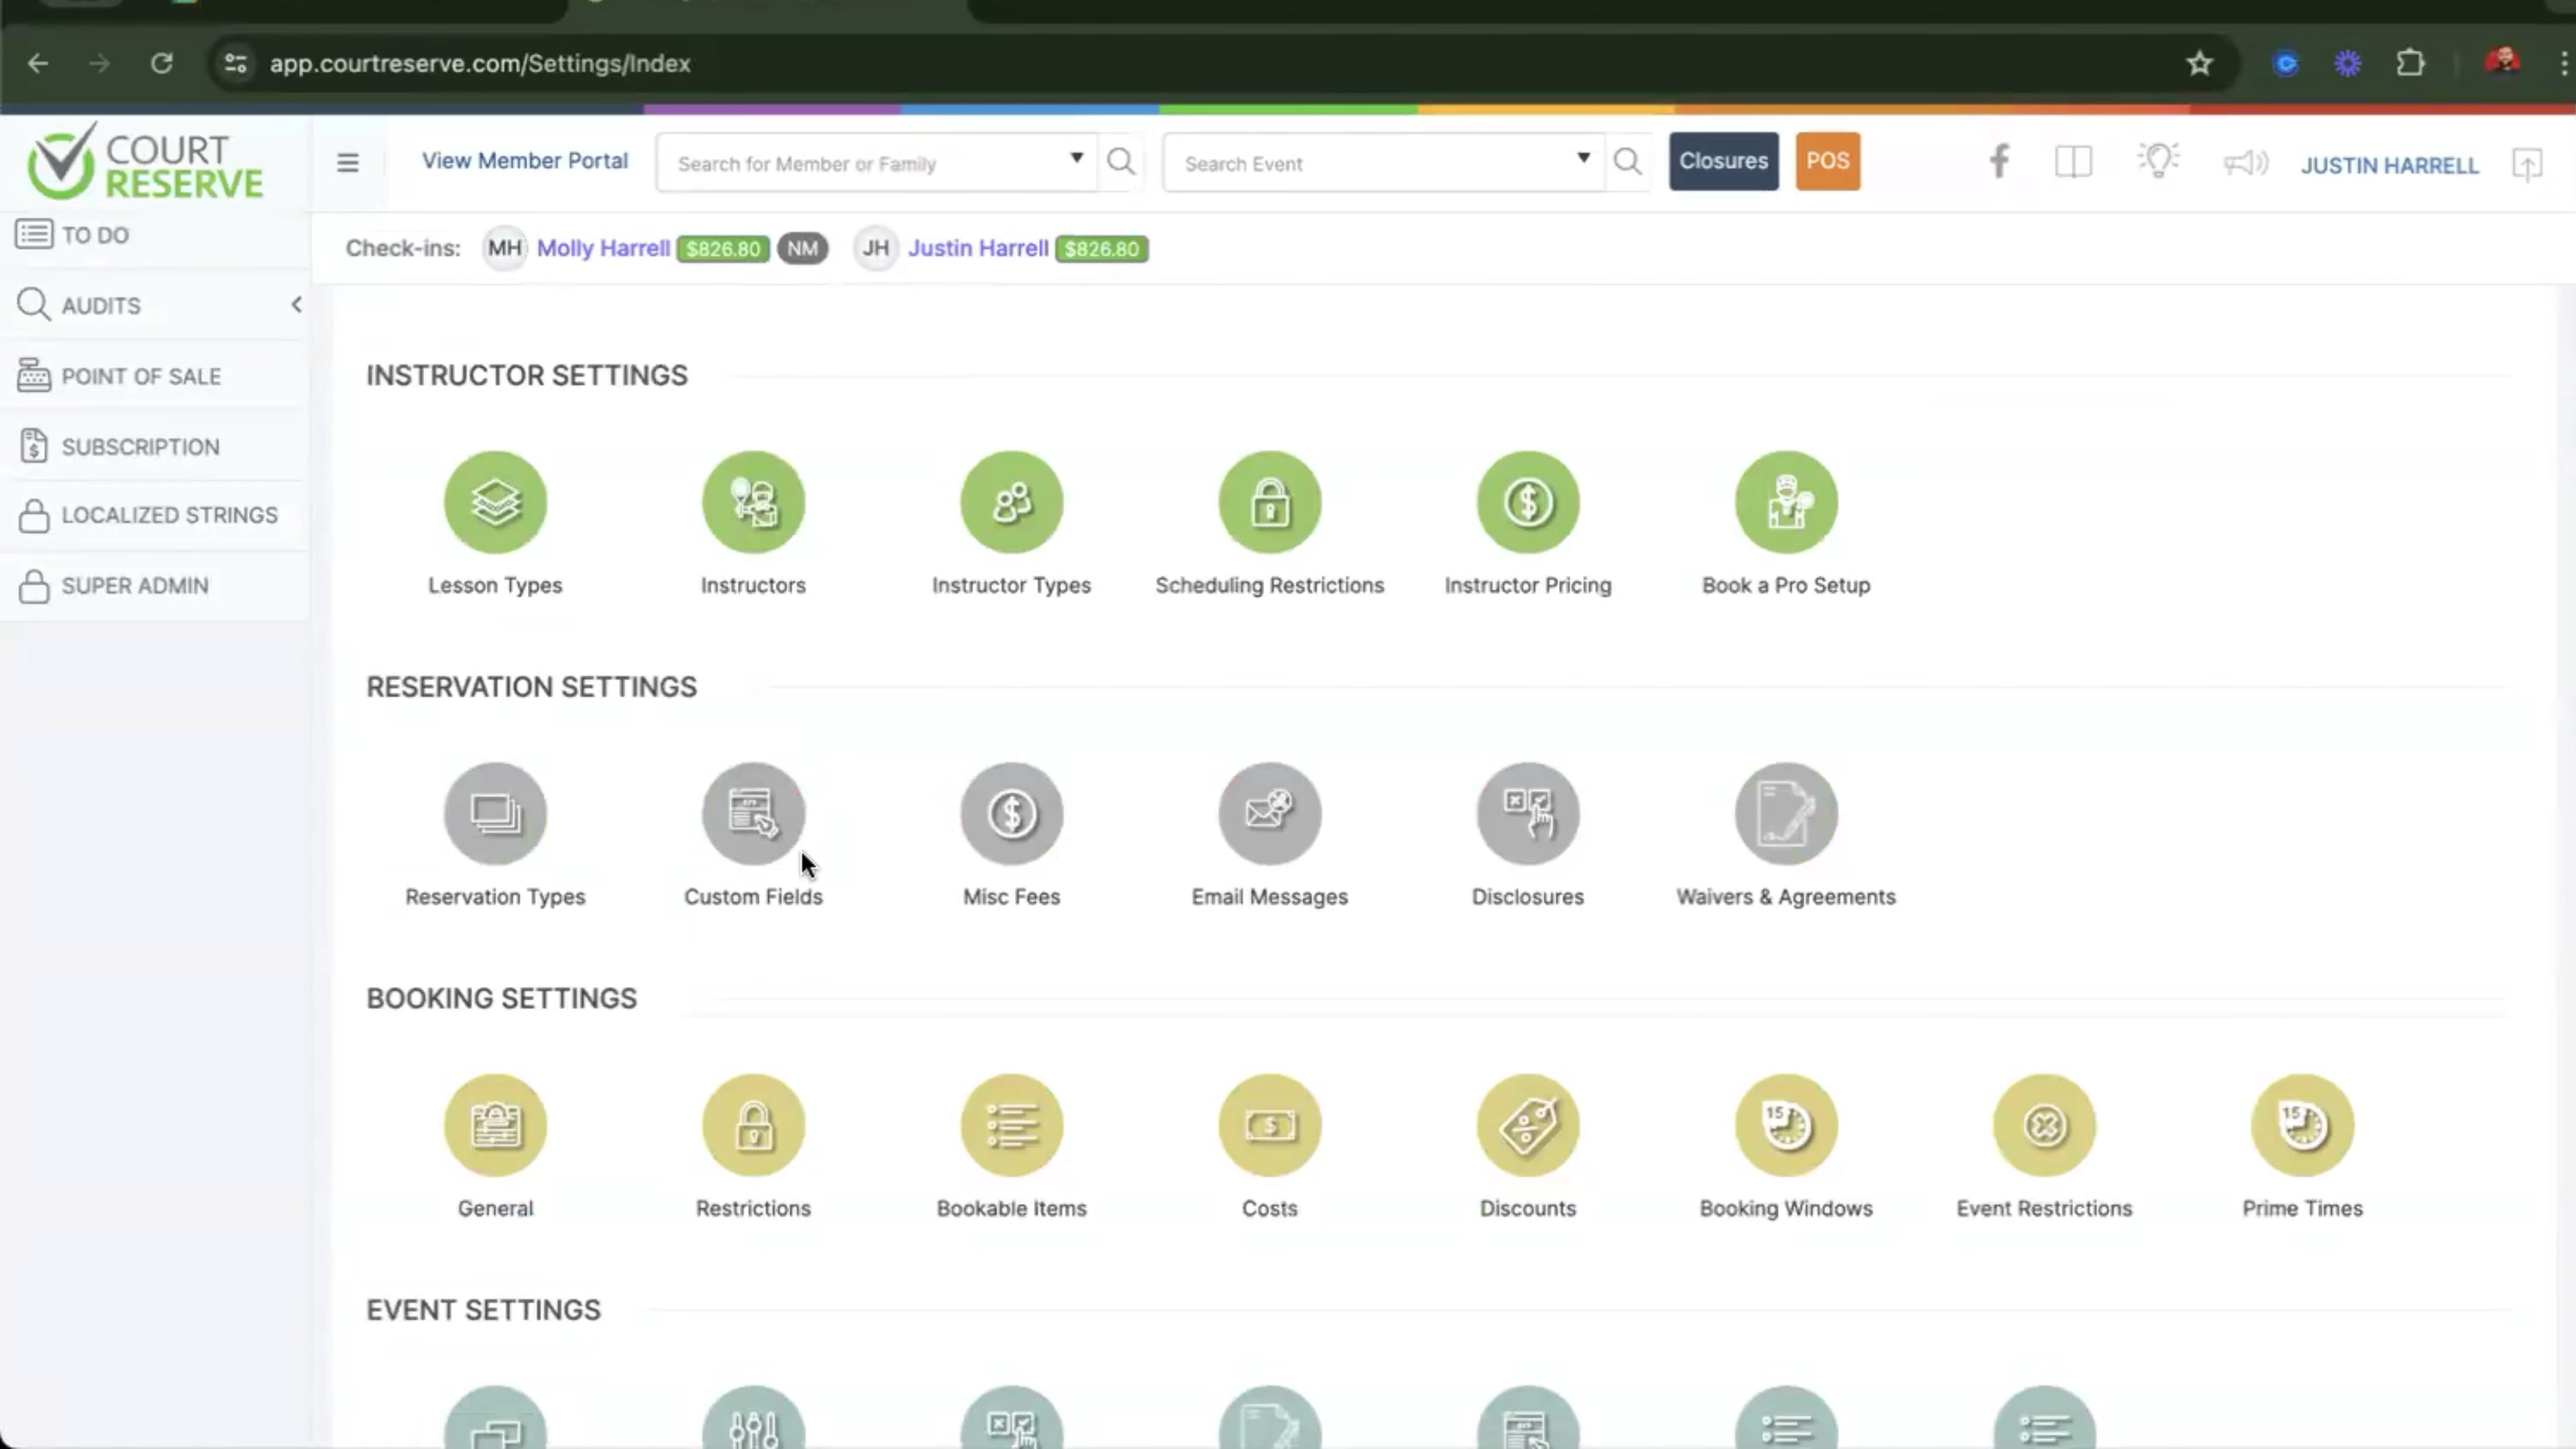 app.courtreserve.com/Settings/Index
COURT
RESERVE
View Member Portal
Search for Member or Family
Search Event
Closures
POS
JUSTIN HARRELL
Check-ins: MH Molly Harrell $826.80 NM JH Justin Harrell $826.80
TO DO
AUDITS
POINT OF SALE
SUBSCRIPTION
LOCALIZED STRINGS
SUPER ADMIN
INSTRUCTOR SETTINGS
Lesson Types
Instructors
Instructor Types
Scheduling Restrictions
Instructor Pricing
Book a Pro Setup
RESERVATION SETTINGS
Reservation Types
Custom Fields
Misc Fees
Email Messages
Disclosures
Waivers & Agreements
BOOKING SETTINGS
15
15
General
Restrictions
Bookable Items
Costs
Discounts
Booking Windows
Event Restrictions
Prime Times
EVENT SETTINGS